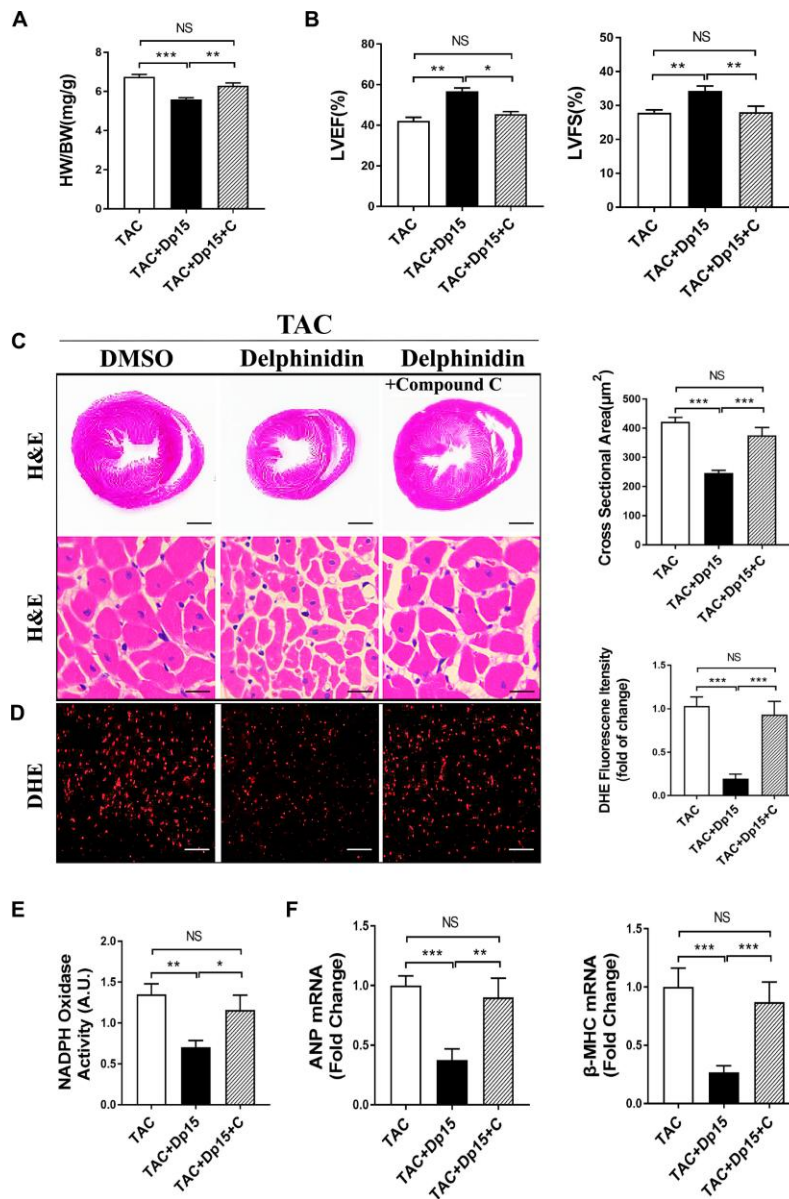 A
NS
***
**
HW/BW(mg/g)
9
6
3
0
TAC
TAC+Dp15
TAC+Dp15+C
B
NS
**
*
LVEF(%)
80
60
40
20
0
TAC
TAC+Dp15
TAC+Dp15+C
NS
**
**
LVFS(%)
50
40
30
20
10
0
TAC
TAC+Dp15
TAC+Dp15+C
C
TAC
DMSO
Delphinidin
Delphinidin
+Compound C
H&E
H&E
NS
***
***
Cross Sectional Area(µm²)
600
500
400
300
200
100
0
TAC
TAC+Dp15
TAC+Dp15+C
D
DHE
NS
***
***
DHE Fluorescene Itensity
(fold of change)
1.5
1.0
0.5
0.0
TAC
TAC+Dp15
TAC+Dp15+C
E
NS
**
*
NADPH Oxidase
Activity (A.U.)
2.0
1.5
1.0
0.5
0.0
TAC
TAC+Dp15
TAC+Dp15+C
F
NS
***
**
ANP mRNA
(Fold Change)
1.5
1.0
0.5
0.0
TAC
TAC+Dp15
TAC+Dp15+C
NS
***
***
β-MHC mRNA
(Fold Change)
1.5
1.0
0.5
0.0
TAC
TAC+Dp15
TAC+Dp15+C